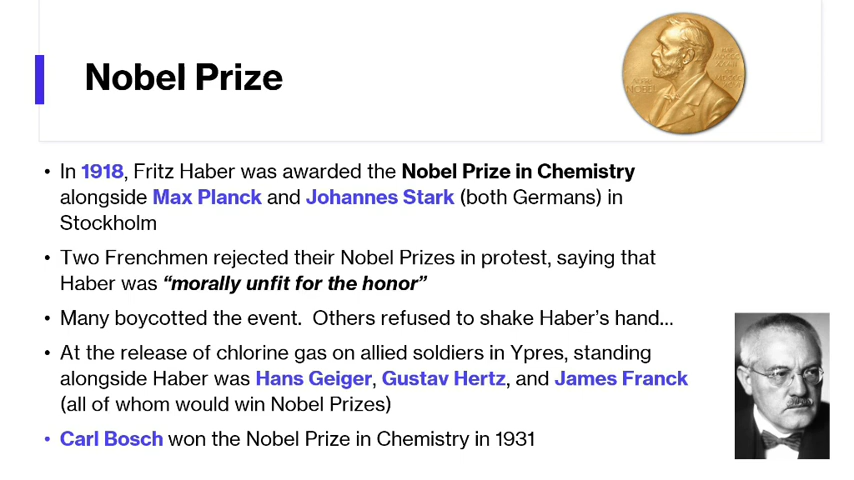 Nobel Prize
• In 1918, Fritz Haber was awarded the Nobel Prize in Chemistry
alongside Max Planck and Johannes Stark (both Germans) in
Stockholm
• Two Frenchmen rejected their Nobel Prizes in protest, saying that
Haber was “morally unfit for the honor”
• Many boycotted the event.  Others refused to shake Haber’s hand…
• At the release of chlorine gas on allied soldiers in Ypres, standing
alongside Haber was Hans Geiger, Gustav Hertz, and James Franck
(all of whom would win Nobel Prizes)
• Carl Bosch won the Nobel Prize in Chemistry in 1931